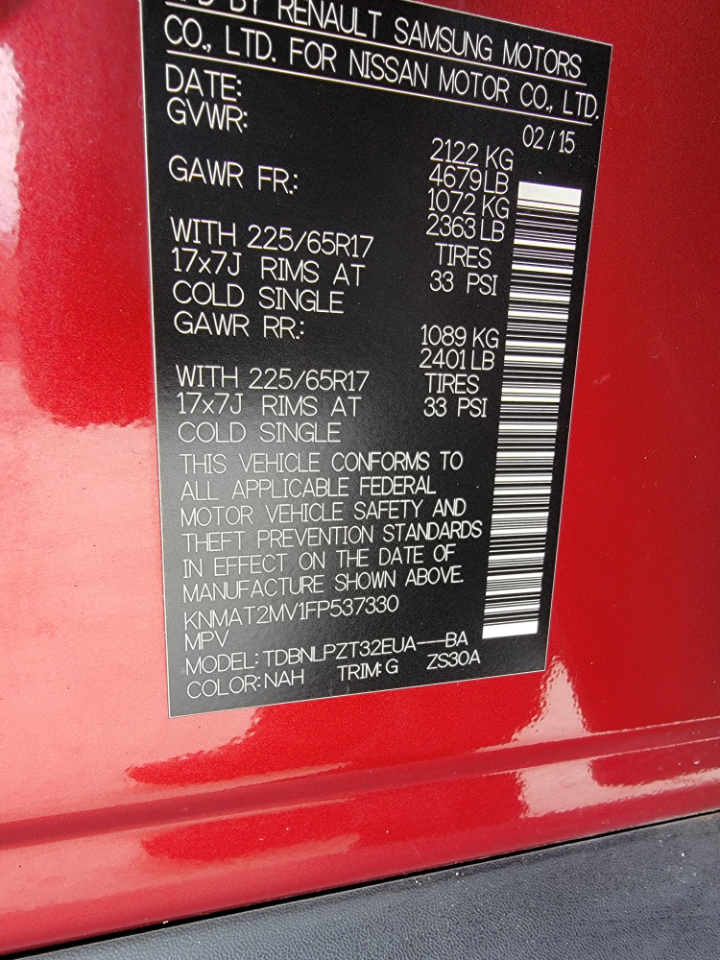 BY RENAULT SAMSUNG MOTORS
CO., LTD. FOR NISSAN MOTOR CO., LTD.
DATE: 02/15
GVWR: 2122 KG
4679 LB
GAWR FR.: 1072 KG
2363 LB
WITH 225/65R17 TIRES
17x7J RIMS AT 33 PSI
COLD SINGLE
GAWR RR.: 1089 KG
2401 LB
WITH 225/65R17 TIRES
17x7J RIMS AT 33 PSI
COLD SINGLE
THIS VEHICLE CONFORMS TO
ALL APPLICABLE FEDERAL
MOTOR VEHICLE SAFETY AND
THEFT PREVENTION STANDARDS
IN EFFECT ON THE DATE OF
MANUFACTURE SHOWN ABOVE.
KNMAT2MV1FP537330
MPV
MODEL: TDBNLPZT32EUA---BA
COLOR: NAH TRIM: G ZS30A